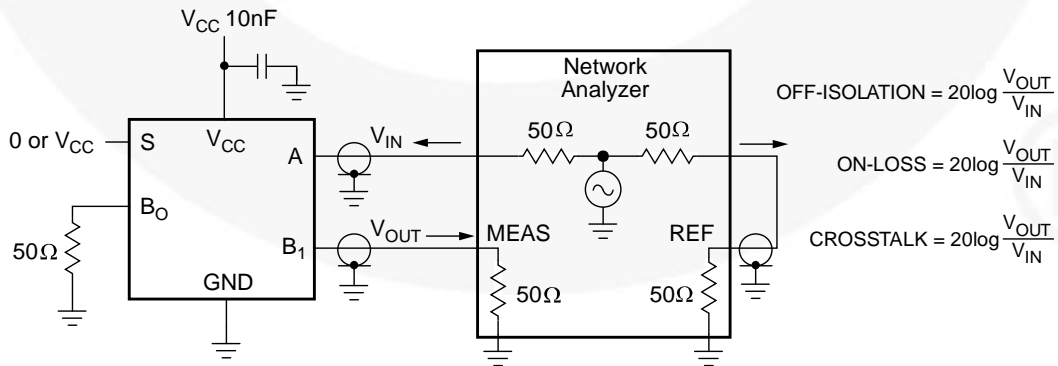 V_CC 10nF
Network
Analyzer
OFF-ISOLATION = 20log V_OUT / V_IN
50Ω
50Ω
V_IN
0 or V_CC
S
V_CC
A
ON-LOSS = 20log V_OUT / V_IN
B_O
V_OUT
MEAS
REF
B_1
CROSSTALK = 20log V_OUT / V_IN
50Ω
GND
50Ω
50Ω